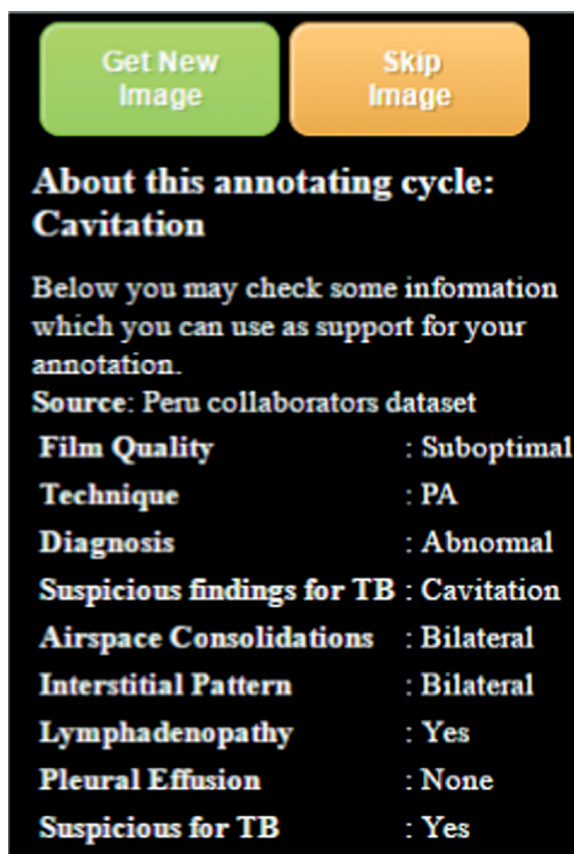 Get New
Image
Skip
Image
About this annotating cycle:
Cavitation
Below you may check some information
which you can use as support for your
annotation.
Source: Peru collaborators dataset
Film Quality : Suboptimal
Technique : PA
Diagnosis : Abnormal
Suspicious findings for TB : Cavitation
Airspace Consolidations : Bilateral
Interstitial Pattern : Bilateral
Lymphadenopathy : Yes
Pleural Effusion : None
Suspicious for TB : Yes